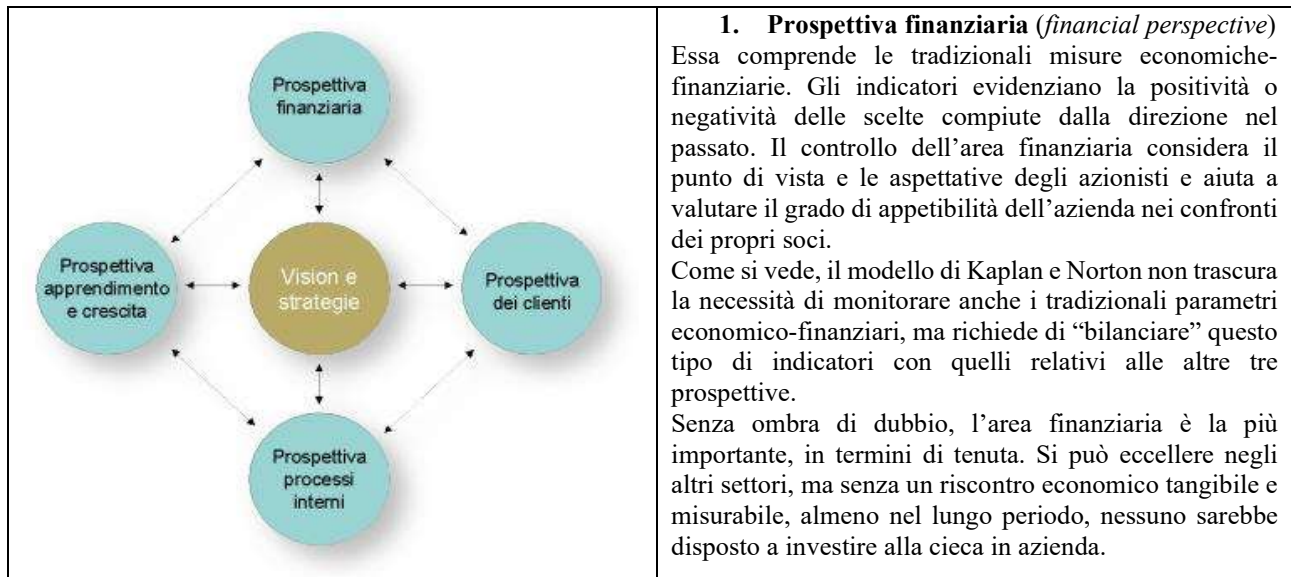 Prospettiva
finanziaria
Prospettiva
apprendimento
e crescita
Vision e
strategie
Prospettiva
dei clienti
Prospettiva
processi
interni
1. Prospettiva finanziaria (financial perspective)
Essa comprende le tradizionali misure economiche-
finanziarie. Gli indicatori evidenziano la positività o
negatività delle scelte compiute dalla direzione nel
passato. Il controllo dell’area finanziaria considera il
punto di vista e le aspettative degli azionisti e aiuta a
valutare il grado di appetibilità dell’azienda nei confronti
dei propri soci.
Come si vede, il modello di Kaplan e Norton non trascura
la necessità di monitorare anche i tradizionali parametri
economico-finanziari, ma richiede di “bilanciare” questo
tipo di indicatori con quelli relativi alle altre tre
prospettive.
Senza ombra di dubbio, l’area finanziaria è la più
importante, in termini di tenuta. Si può eccellere negli
altri settori, ma senza un riscontro economico tangibile e
misurabile, almeno nel lungo periodo, nessuno sarebbe
disposto a investire alla cieca in azienda.